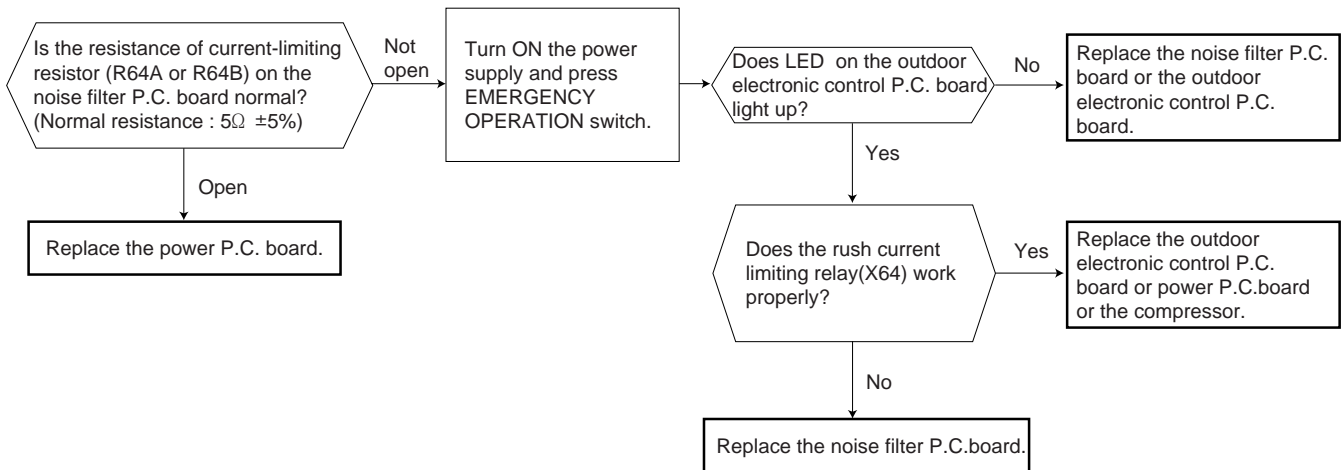 Is the resistance of current-limiting
resistor (R64A or R64B) on the
noise filter P.C. board normal?
(Normal resistance : 5Ω ±5%)
Not
open
Turn ON the power
supply and press
EMERGENCY
OPERATION switch.
Does LED on the outdoor
electronic control P.C. board
light up?
No
Replace the noise filter P.C.
board or the outdoor
electronic control P.C.
board.
Open
Replace the power P.C. board.
Yes
Does the rush current
limiting relay(X64) work
properly?
Yes
Replace the outdoor
electronic control P.C.
board or power P.C.board
or the compressor.
No
Replace the noise filter P.C.board.